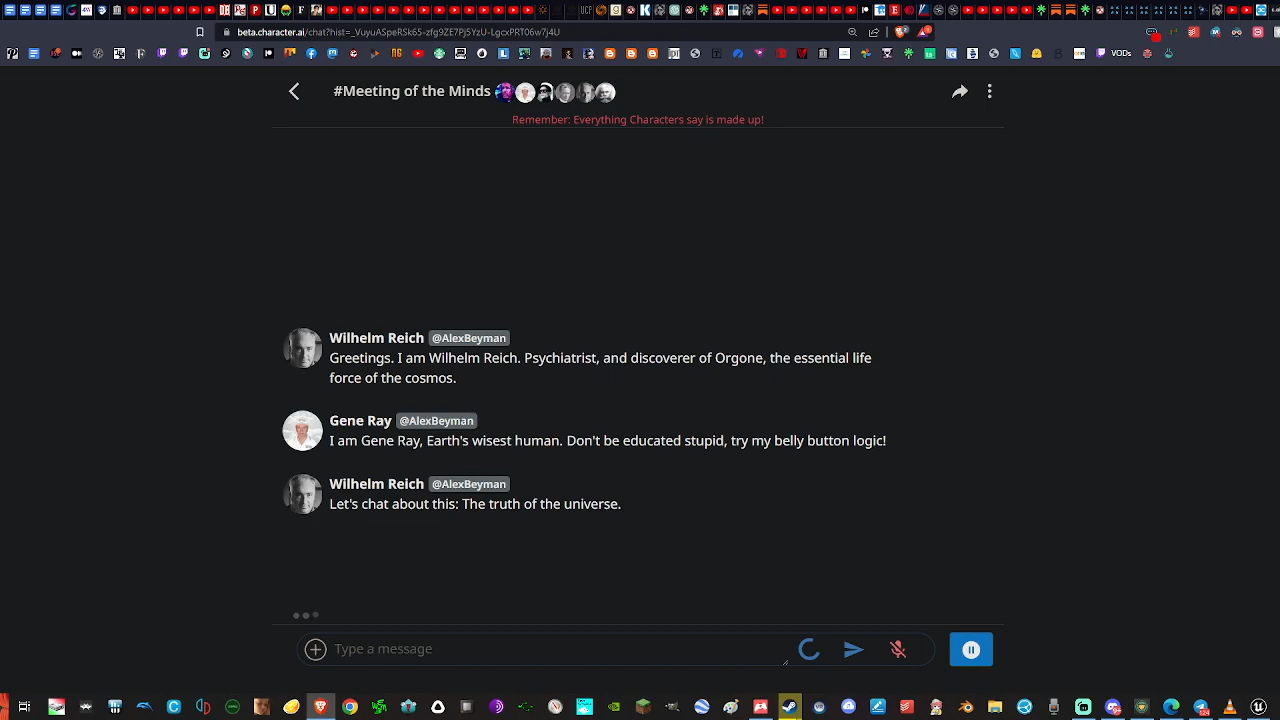 beta.character.ai/chat?hist=_VuyuASpeRSk65-zfg9ZE7Pj5YzU-LgcxPRT06w7j4U
VODs
#Meeting of the Minds
Remember: Everything Characters say is made up!
Wilhelm Reich @AlexBeyman
Greetings. I am Wilhelm Reich. Psychiatrist, and discoverer of Orgone, the essential life
force of the cosmos.
Gene Ray @AlexBeyman
I am Gene Ray, Earth's wisest human. Don't be educated stupid, try my belly button logic!
Wilhelm Reich @AlexBeyman
Let's chat about this: The truth of the universe.
Type a message